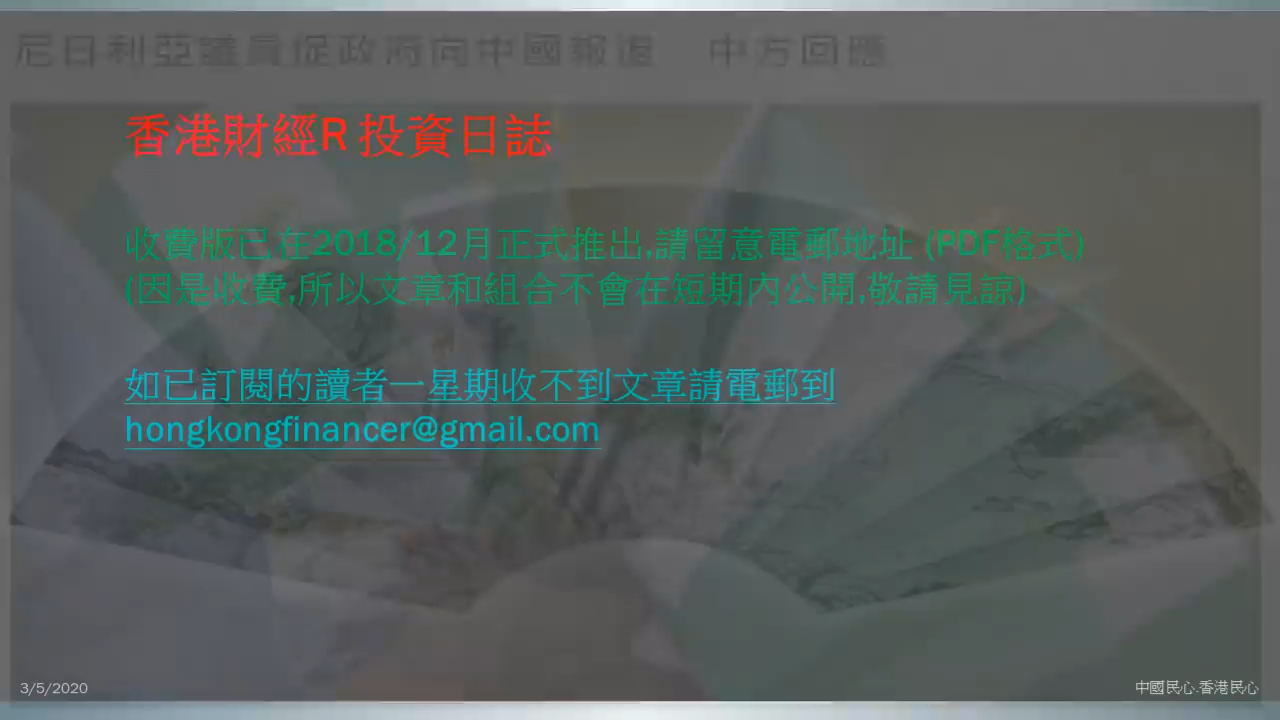 尼日利亞議員促政府向中國報復 中方回應
香港財經R 投資日誌
收費版已在2018/12月正式推出,請留意電郵地址 (PDF格式)
(因是收費,所以文章和組合不會在短期內公開,敬請見諒)
如已訂閱的讀者一星期收不到文章請電郵到
hongkongfinancer@gmail.com
3/5/2020
中國民心.香港民心